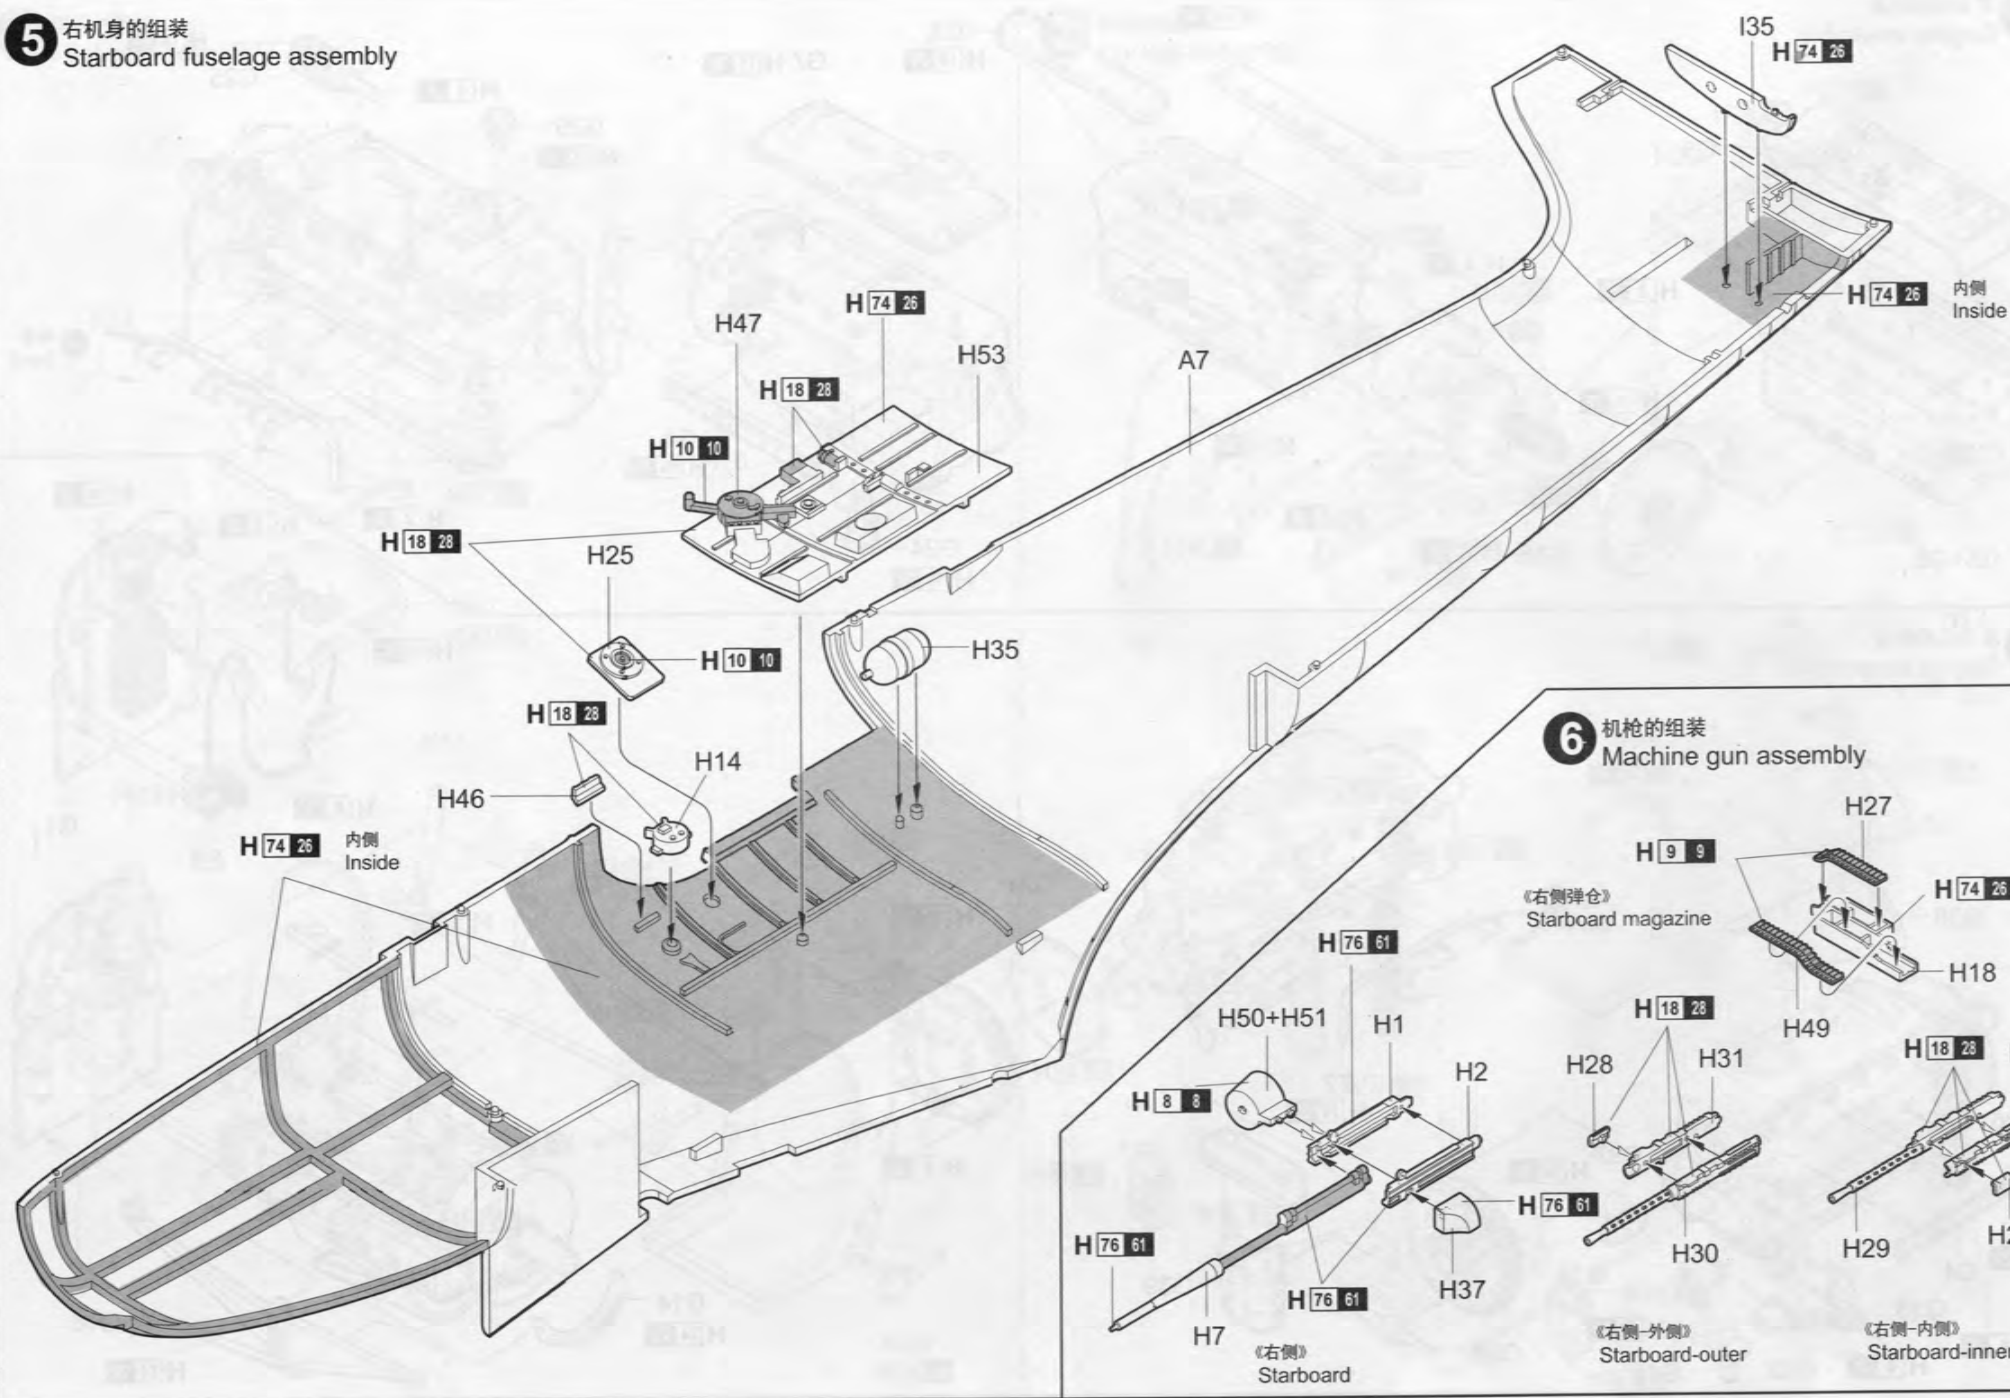 5 右机身的组装
Starboard fuselage assembly
I35
H 74 26
H 74 26
内侧
Inside
H 74 26
H47
H53
A7
H 18 28
H 10 10
H 18 28
H25
H35
H 10 10
H 18 28
H14
H46
H 74 26
内侧
Inside
6 机枪的组装
Machine gun assembly
H27
H 9 9
《右侧弹仓》
Starboard magazine
H 74 26
H18
H49
H 76 61
H50+H51
H1
H2
H 8 8
H 76 61
H 76 61
H 76 61
H37
H7
《右侧》
Starboard
H 18 28
H28
H31
H30
《右侧-外侧》
Starboard-outer
H 18 28
H29
《右侧-内侧》
Starboard-inner